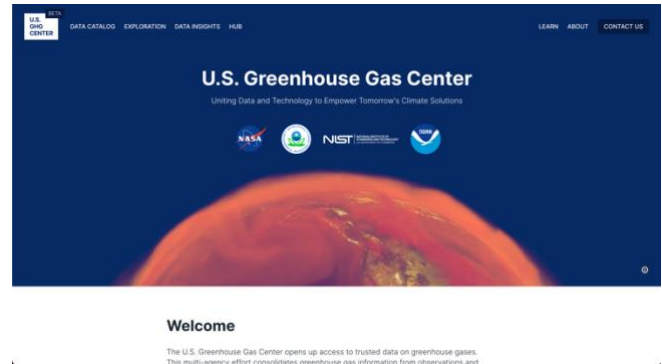 BETA
U.S.
GHG
CENTER
DATA CATALOG EXPLORATION DATA INSIGHTS HUB
LEARN ABOUT CONTACT US
U.S. Greenhouse Gas Center
Uniting Data and Technology to Empower Tomorrow's Climate Solutions
NASA
NIST
NOAA
Welcome
The U.S. Greenhouse Gas Center opens up access to trusted data on greenhouse gases.
This multi-agency effort consolidates greenhouse gas information from observations and